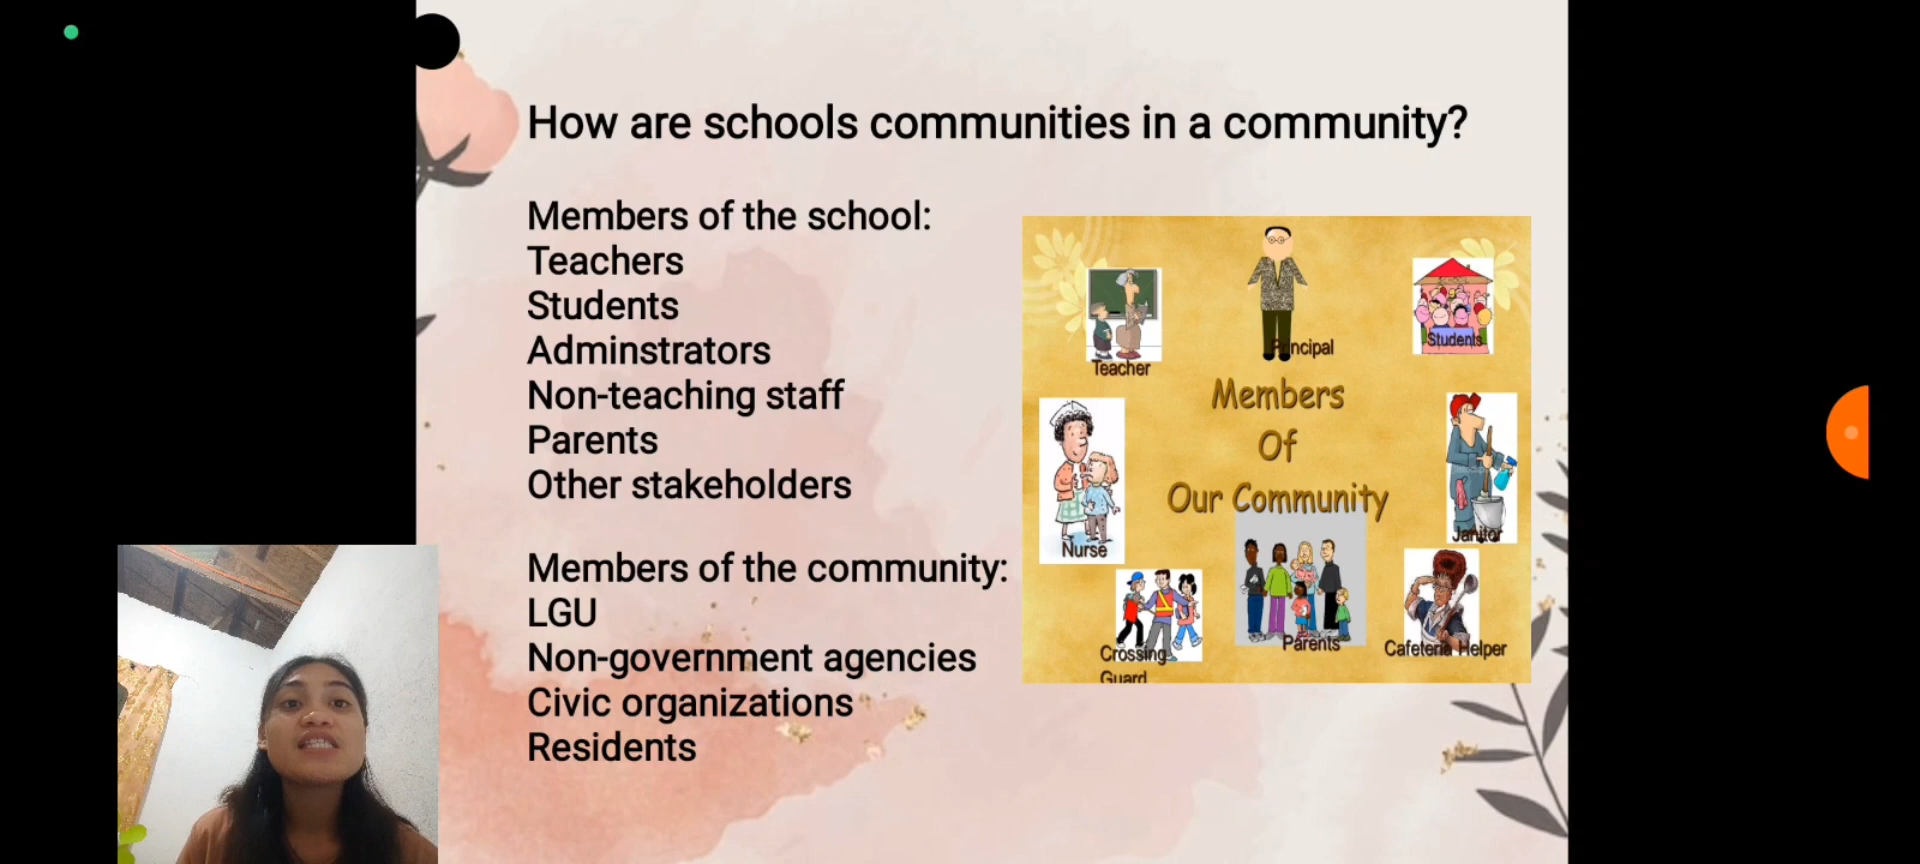 How are schools communities in a community?
Members of the school:
Teachers
Students
Adminstrators
Non-teaching staff
Parents
Other stakeholders
Members of the community:
LGU
Non-government agencies
Civic organizations
Residents
Teacher
Principal
Students
Members
Of
Our Community
Nurse
Janitor
Crossing
Guard
Parents
Cafeteria Helper